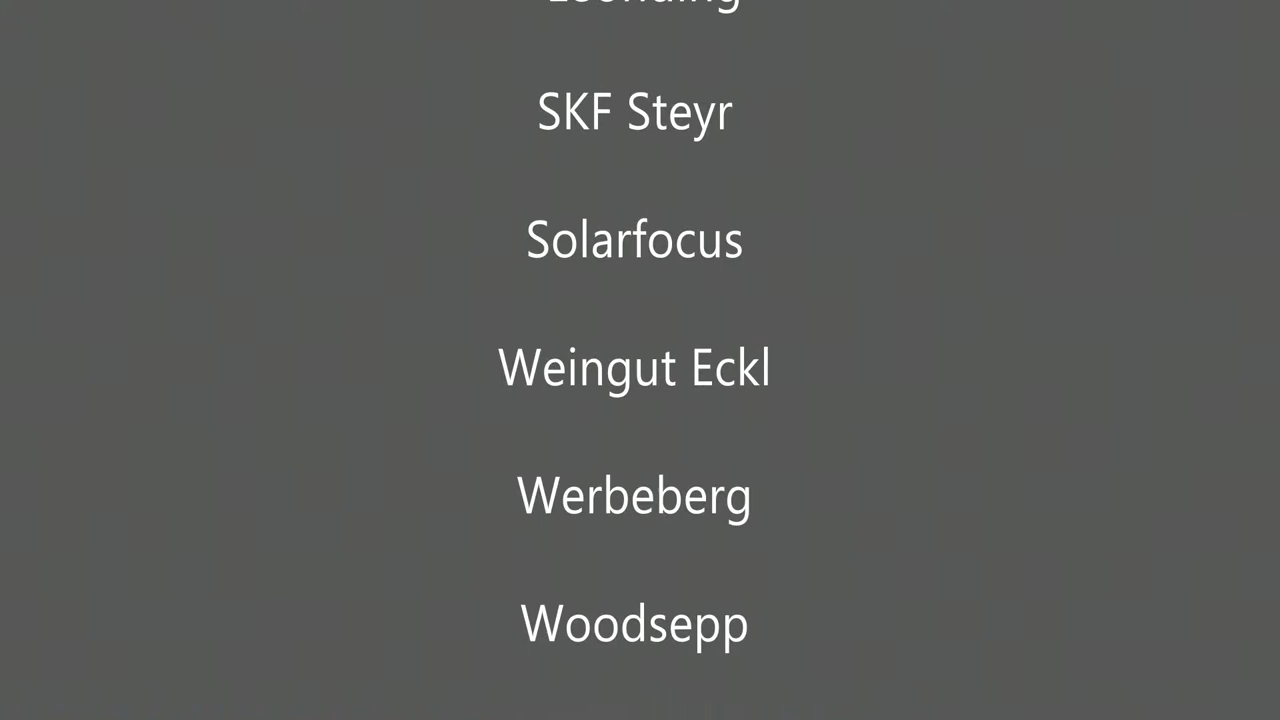 SKF Steyr
Solarfocus
Weingut Eckl
Werbeberg
Woodsepp